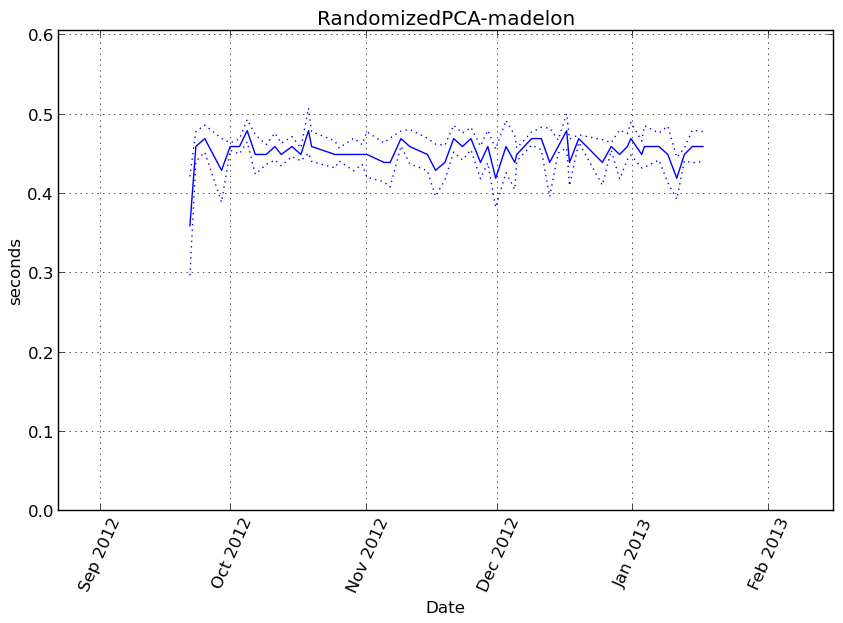 RandomizedPCA-madelon
0.6
0.5
0.4
0.3
0.2
0.1
0.0
seconds
Sep 2012
Oct 2012
Nov 2012
Dec 2012
Jan 2013
Feb 2013
Date